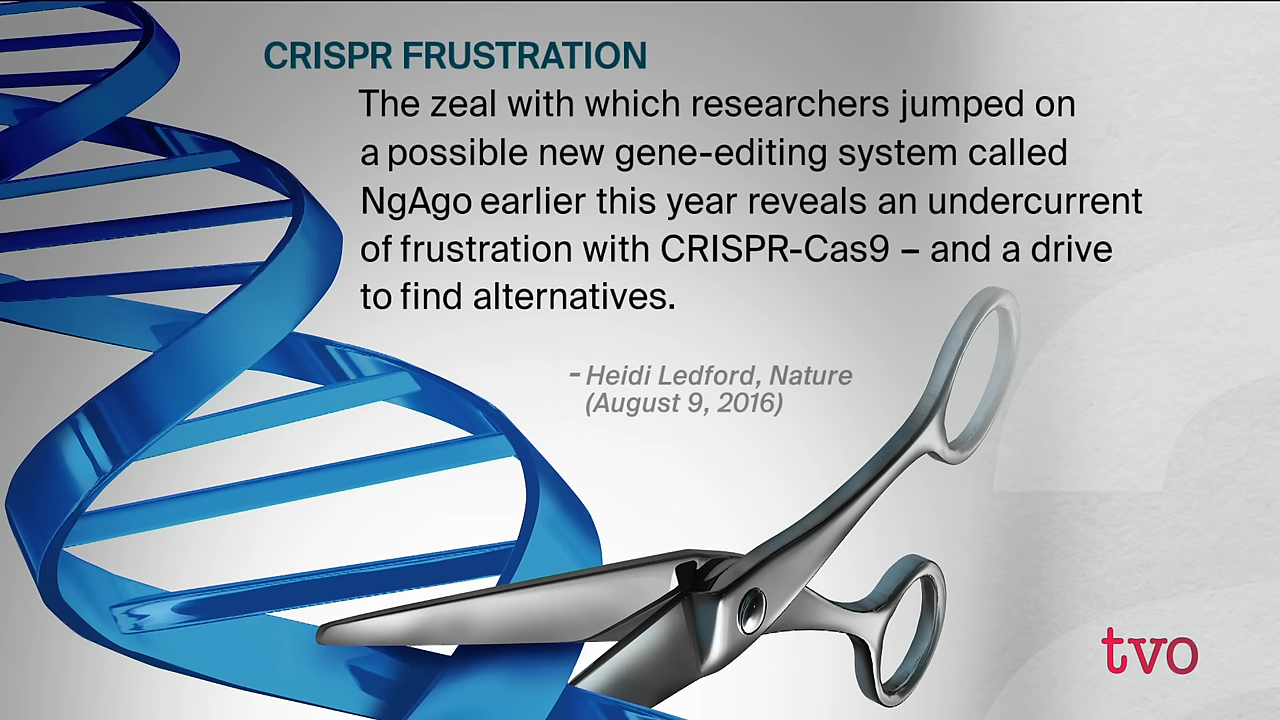 CRISPR FRUSTRATION
The zeal with which researchers jumped on
a possible new gene-editing system called
NgAgo earlier this year reveals an undercurrent
of frustration with CRISPR-Cas9 – and a drive
to find alternatives.
- Heidi Ledford, Nature
(August 9, 2016)
tvo